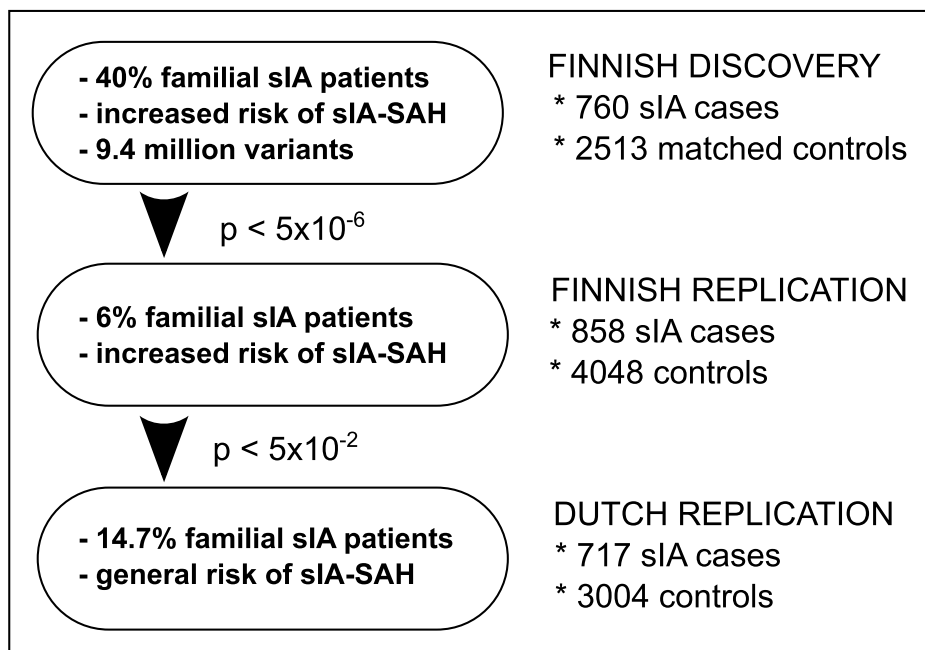 - 40% familial sIA patients
- increased risk of sIA-SAH
- 9.4 million variants
FINNISH DISCOVERY
* 760 sIA cases
* 2513 matched controls
p < 5x10⁻⁶
- 6% familial sIA patients
- increased risk of sIA-SAH
FINNISH REPLICATION
* 858 sIA cases
* 4048 controls
p < 5x10⁻²
- 14.7% familial sIA patients
- general risk of sIA-SAH
DUTCH REPLICATION
* 717 sIA cases
* 3004 controls